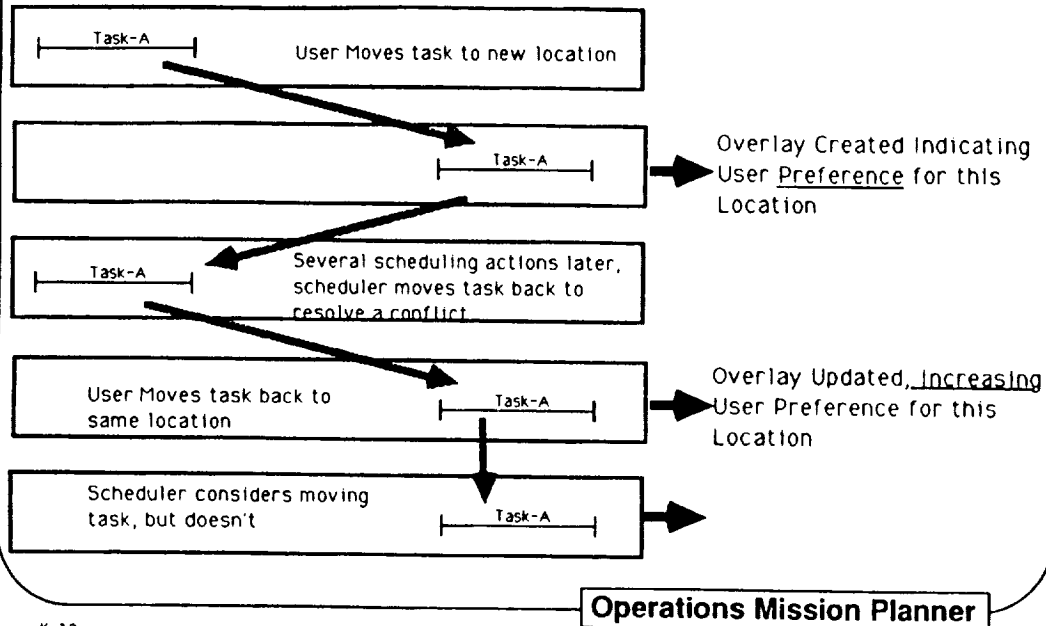 Task-A
User Moves task to new location
Task-A
Overlay Created Indicating
User Preference for this
Location
Task-A
Several scheduling actions later,
scheduler moves task back to
resolve a conflict
User Moves task back to
same location
Task-A
Overlay Updated, Increasing
User Preference for this
Location
Scheduler considers moving
task, but doesn't
Task-A
Operations Mission Planner